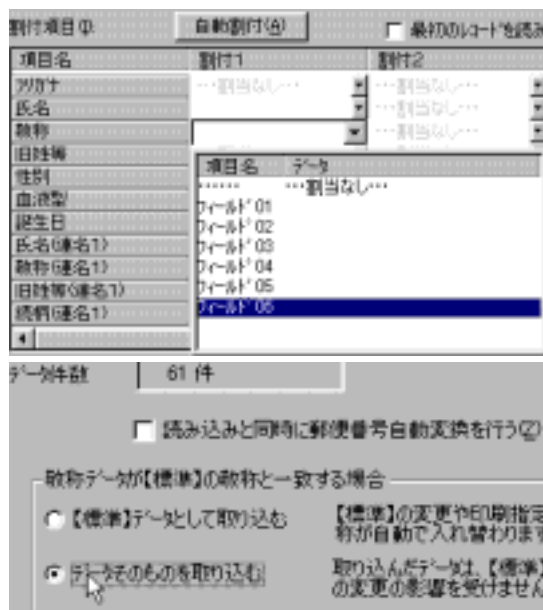 割付項目(I): 自動割付(A) 最初のレコードを読み
項目名 割付1 割付2
フリガナ ···割当なし··· ···割当なし···
氏名 ···割当なし···
敬称 ···割当なし···
旧姓等
性別
血液型
誕生日
氏名(連名1)
敬称(連名1)
旧姓等(連名1)
続柄(連名1)
項目名 データ
······ ···割当なし···
フィールド01
フィールド02
フィールド03
フィールド04
フィールド05
フィールド06
データ件数 61 件
読み込みと同時に郵便番号自動変換を行う(Z)
敬称データが【標準】の敬称と一致する場合
【標準】データとして取り込む 【標準】の変更や印刷指定
称が自動で入れ替わります
データそのものを取り込む 取り込んだデータは、【標準】
の変更の影響を受けません